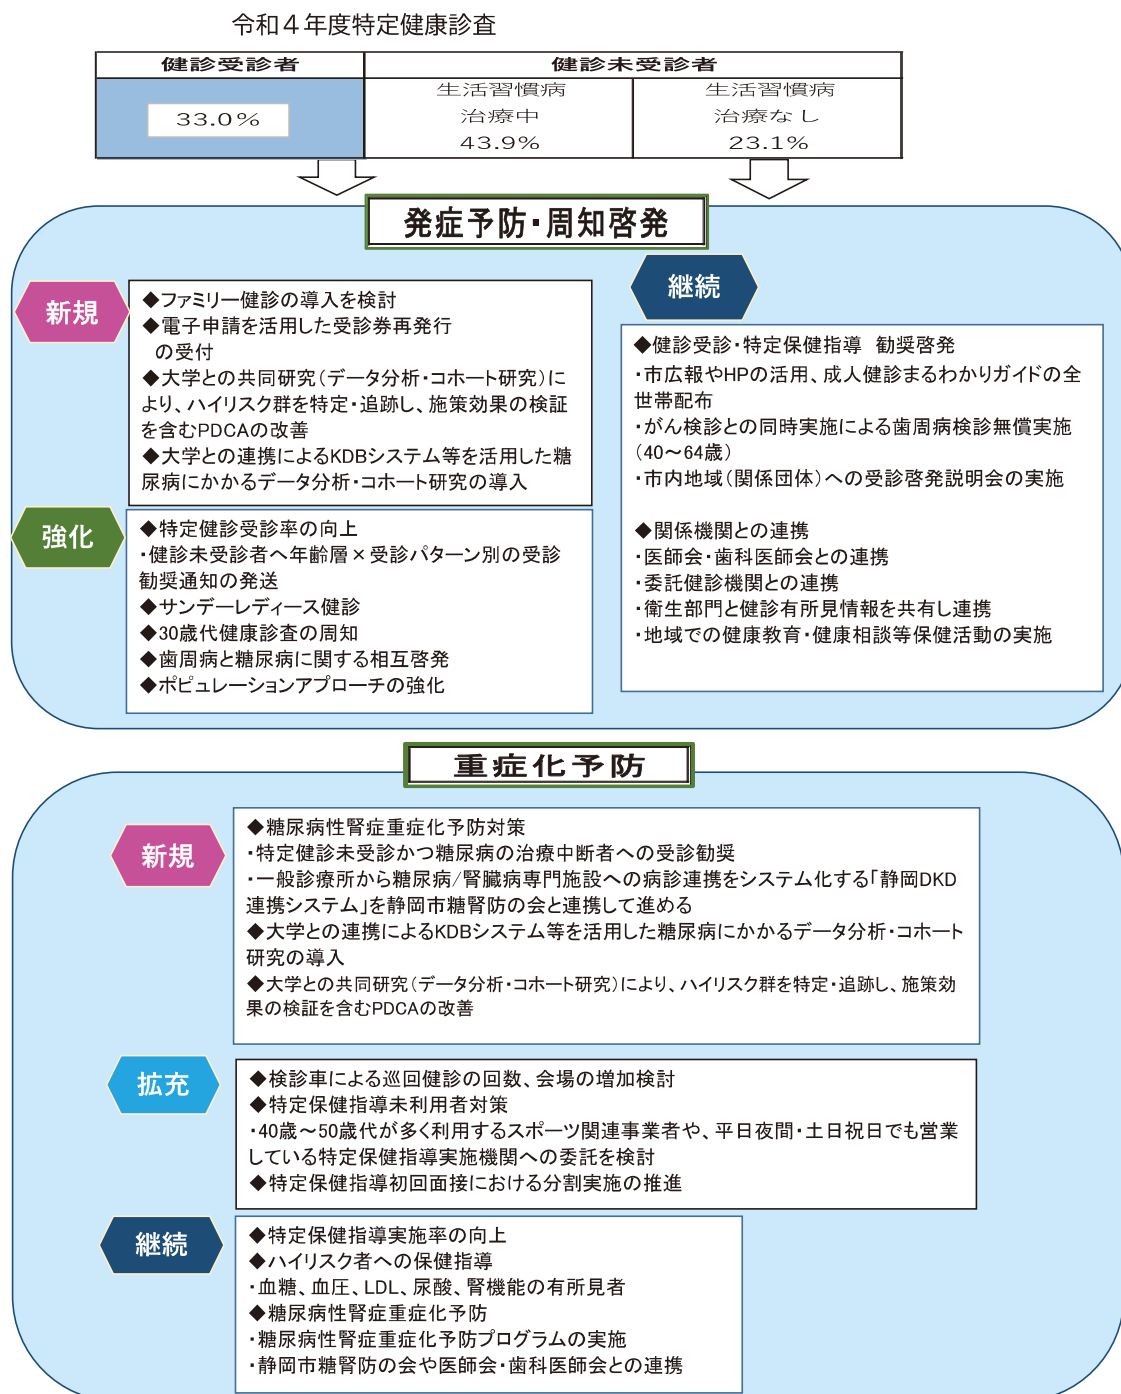 令和４年度特定健康診査
健診受診者
健診未受診者
33.0%
生活習慣病
治療中
43.9%
生活習慣病
治療なし
23.1%
発症予防・周知啓発
新規
◆ファミリー健診の導入を検討
◆電子申請を活用した受診券再発行
の受付
◆大学との共同研究（データ分析・コホート研究）に
より、ハイリスク群を特定・追跡し、施策効果の検証
を含むPDCAの改善
◆大学との連携によるKDBシステム等を活用した糖
尿病にかかるデータ分析・コホート研究の導入
強化
◆特定健診受診率の向上
・健診未受診者へ年齢層×受診パターン別の受診
勧奨通知の発送
◆サンデーレディース健診
◆30歳代健康診査の周知
◆歯周病と糖尿病に関する相互啓発
◆ポピュレーションアプローチの強化
継続
◆健診受診・特定保健指導　勧奨啓発
・市広報やHPの活用、成人健診まるわかりガイドの全
世帯配布
・がん検診との同時実施による歯周病検診無償実施
（40～64歳）
・市内地域（関係団体）への受診啓発説明会の実施
◆関係機関との連携
・医師会・歯科医師会との連携
・委託健診機関との連携
・衛生部門と健診有所見情報を共有し連携
・地域での健康教育・健康相談等保健活動の実施
重症化予防
新規
◆糖尿病性腎症重症化予防対策
・特定健診未受診かつ糖尿病の治療中断者への受診勧奨
・一般診療所から糖尿病/腎臓病専門施設への病診連携をシステム化する「静岡DKD
連携システム」を静岡市糖腎防の会と連携して進める
◆大学との連携によるKDBシステム等を活用した糖尿病にかかるデータ分析・コホート
研究の導入
◆大学との共同研究（データ分析・コホート研究）により、ハイリスク群を特定・追跡し、施策効
果の検証を含むPDCAの改善
拡充
◆検診車による巡回健診の回数、会場の増加検討
◆特定保健指導未利用者対策
・40歳～50歳代が多く利用するスポーツ関連事業者や、平日夜間・土日祝日でも営業
している特定保健指導実施機関への委託を検討
◆特定保健指導初回面接における分割実施の推進
継続
◆特定保健指導実施率の向上
◆ハイリスク者への保健指導
・血糖、血圧、LDL、尿酸、腎機能の有所見者
◆糖尿病性腎症重症化予防
・糖尿病性腎症重症化予防プログラムの実施
・静岡市糖腎防の会や医師会・歯科医師会との連携